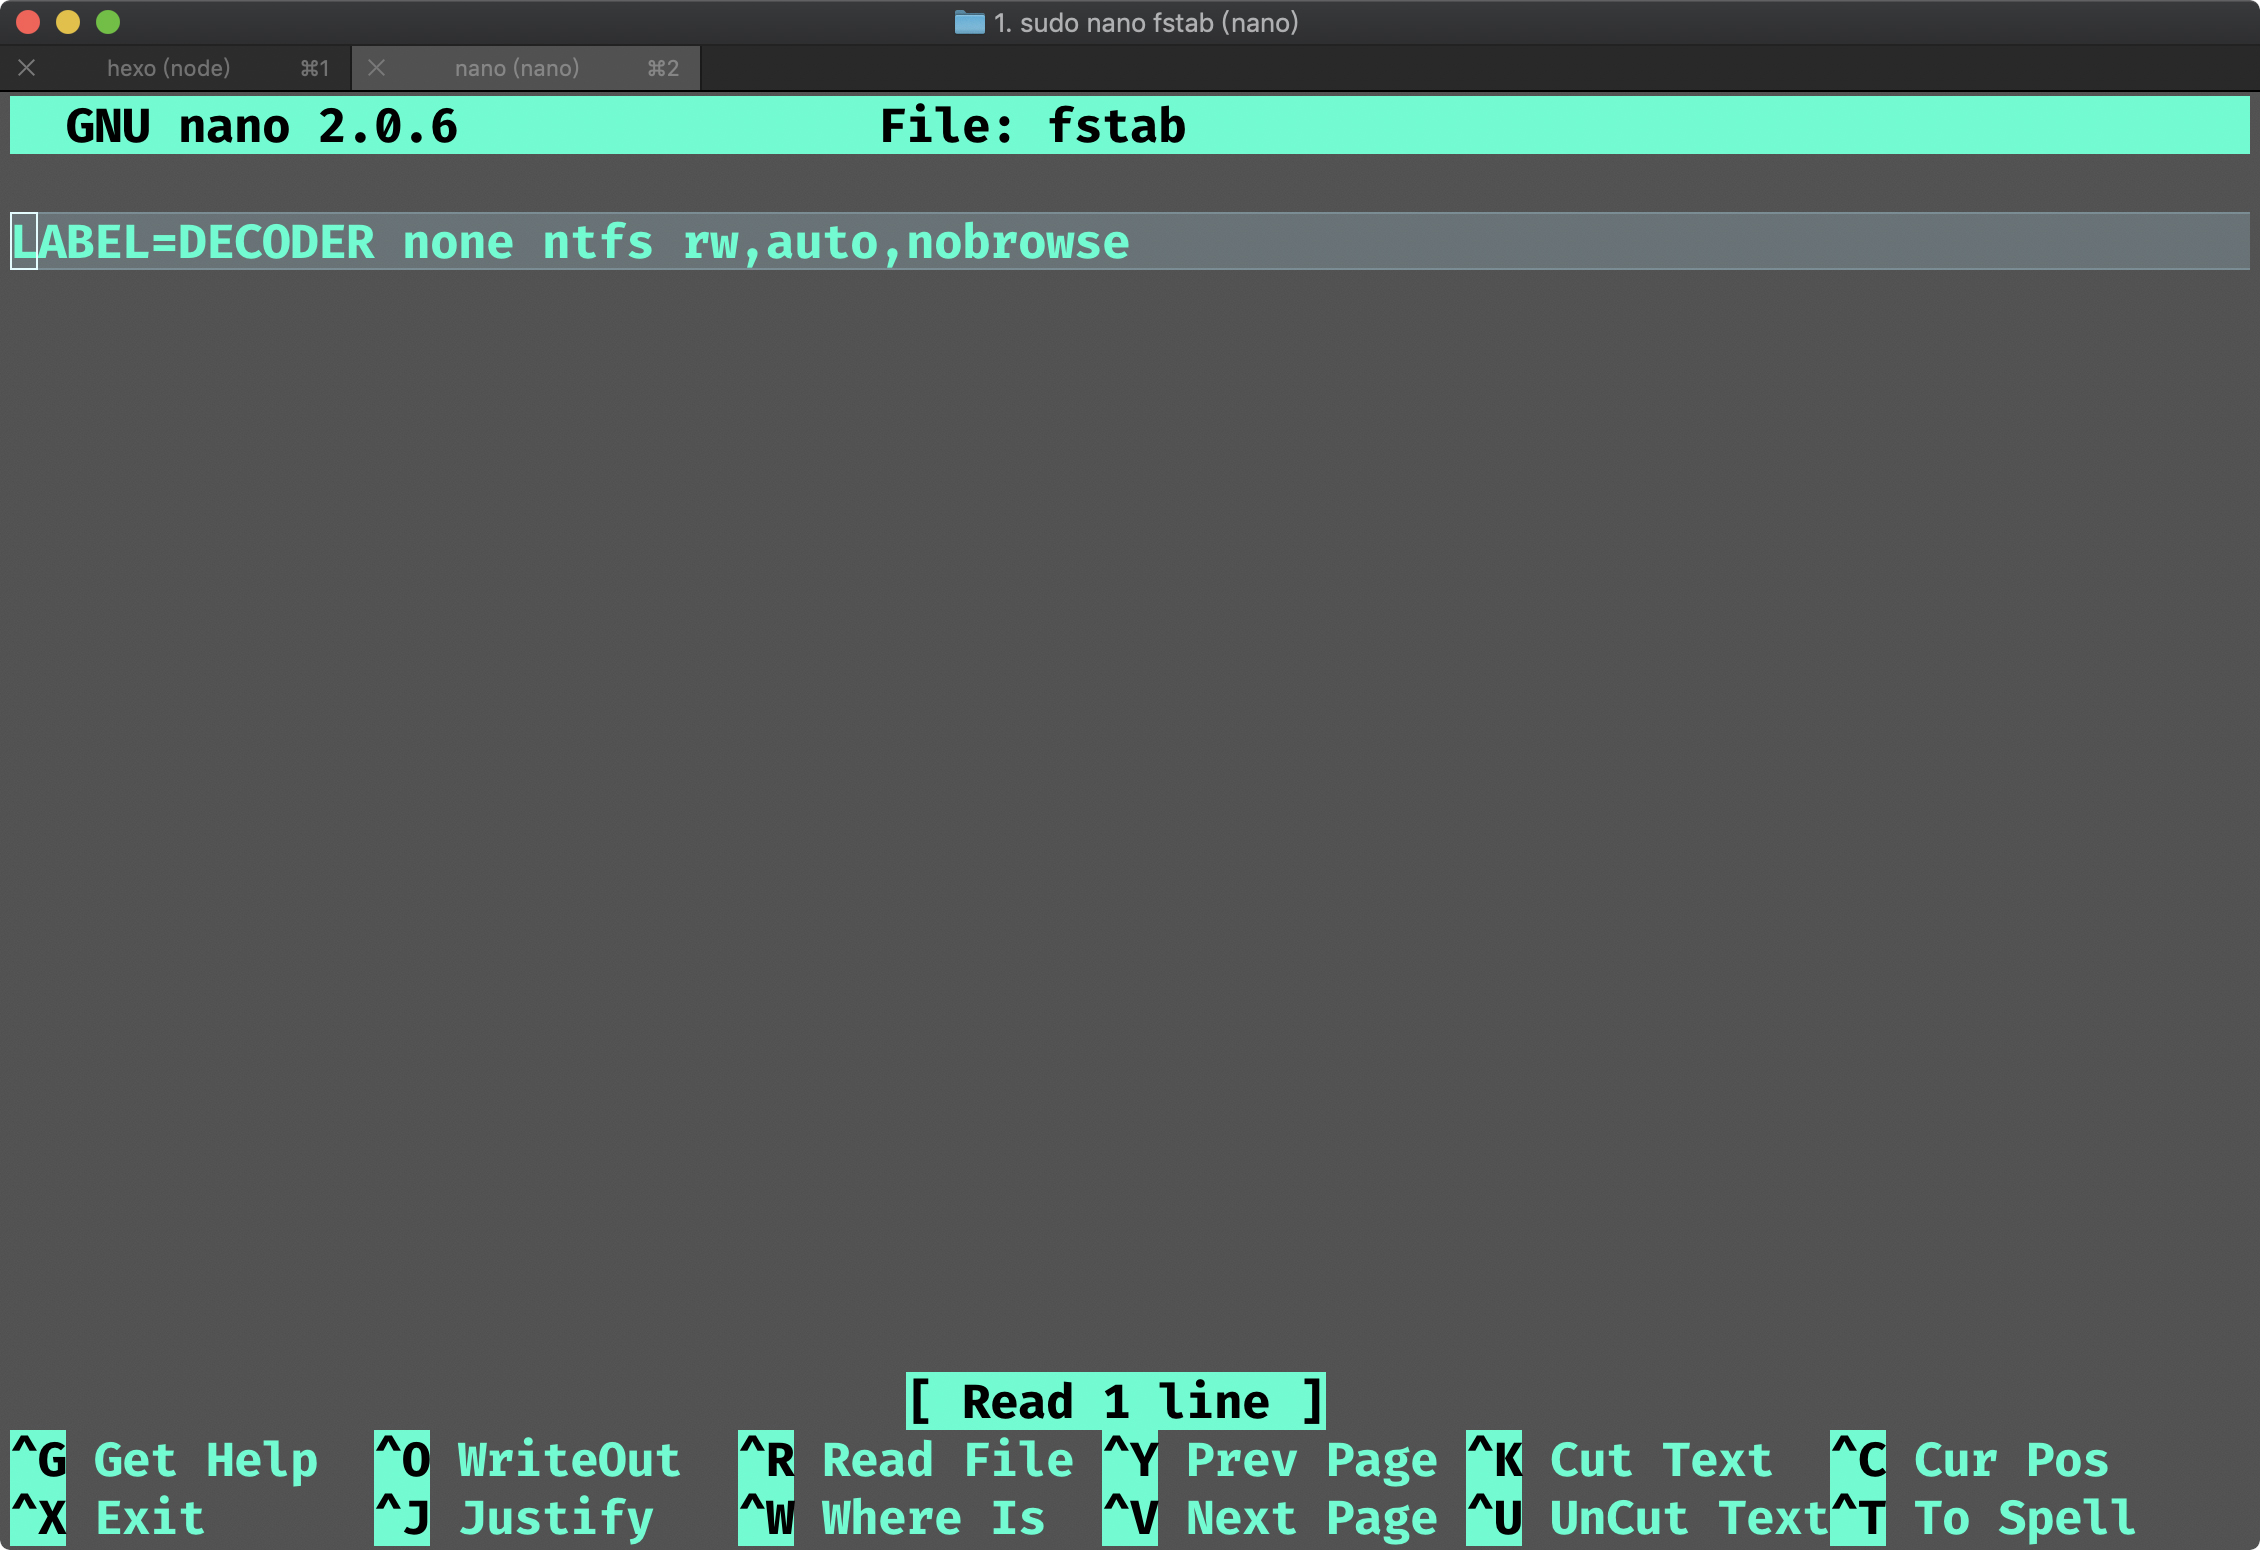 1. sudo nano fstab (nano)
hexo (node) ⌘1 nano (nano) ⌘2
GNU nano 2.0.6 File: fstab
LABEL=DECODER none ntfs rw,auto,nobrowse
[ Read 1 line ]
^G Get Help ^O WriteOut ^R Read File ^Y Prev Page ^K Cut Text ^C Cur Pos
^X Exit ^J Justify ^W Where Is ^V Next Page ^U UnCut Text ^T To Spell